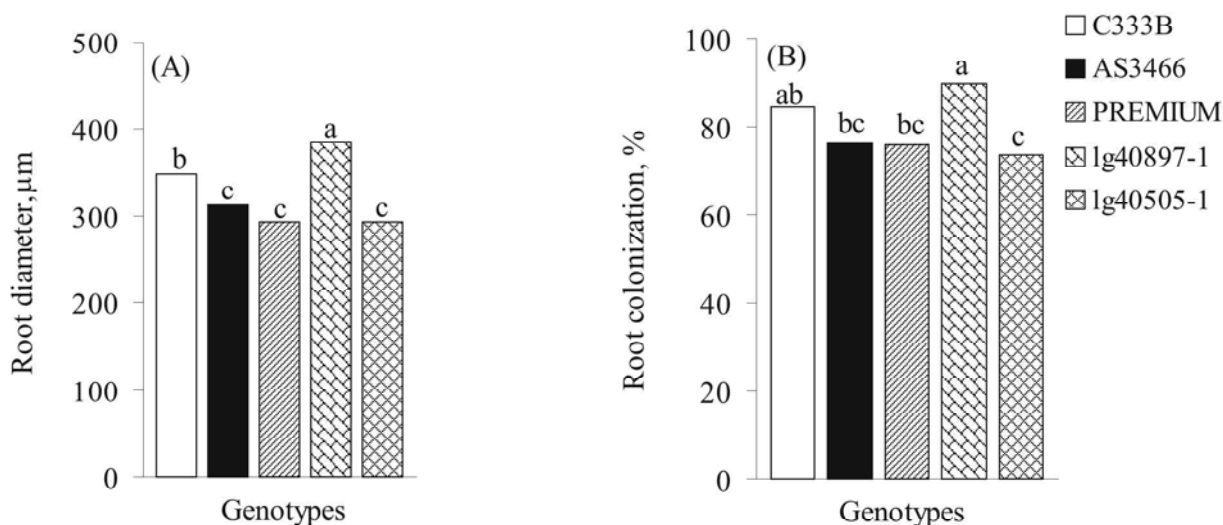 (A)
500
400
300
200
100
0
Root diameter,µm
b
c
c
a
c
Genotypes
(B)
100
80
60
40
20
0
Root colonization, %
ab
bc
bc
a
c
Genotypes
C333B
AS3466
PREMIUM
lg40897-1
lg40505-1